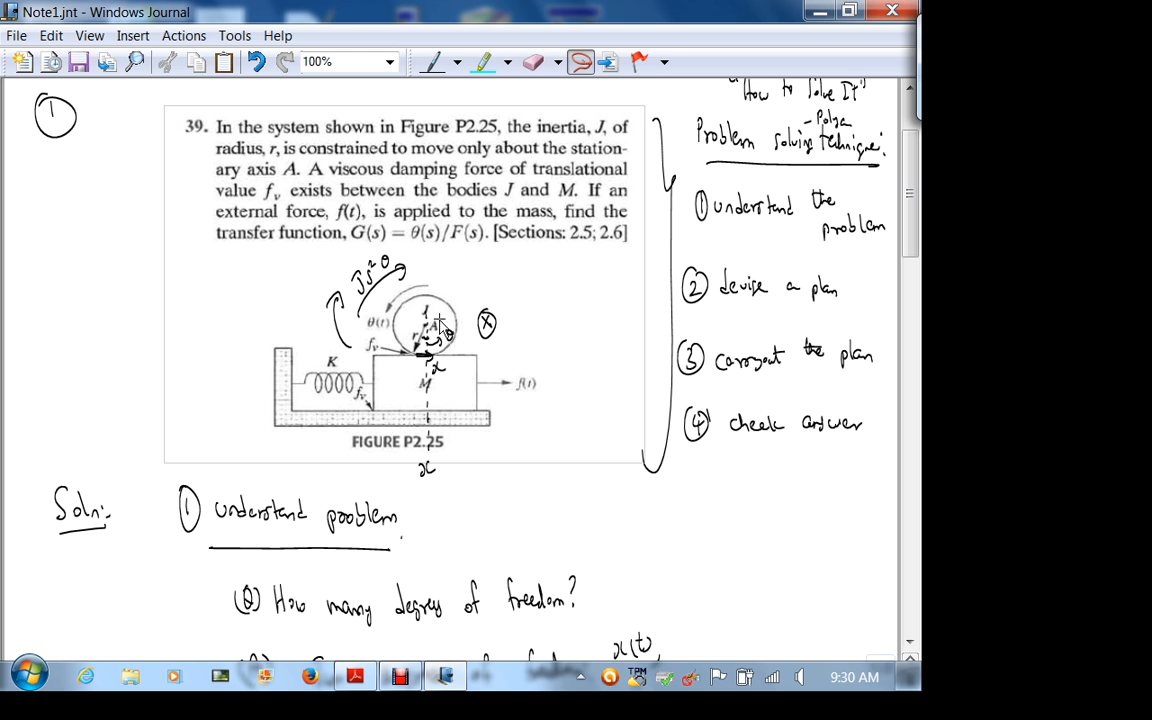 Note1.jnt - Windows Journal
File Edit View Insert Actions Tools Help
100%
1
39. In the system shown in Figure P2.25, the inertia, J, of
radius, r, is constrained to move only about the station-
ary axis A. A viscous damping force of translational
value fv exists between the bodies J and M. If an
external force, f(t), is applied to the mass, find the
transfer function, G(s) = θ(s)/F(s). [Sections: 2.5; 2.6]
Js²θ
θ(t)
J
A
r
θ
fv
x
K
M
fv
f(t)
FIGURE P2.25
x
"How to Solve It"
- Polya
Problem solving technique:
① understand the
problem
② devise a plan
③ carryout the plan
④ check answer
Soln:
① understand problem.
(Q) How many degrees of freedom?
x(t),
9:30 AM